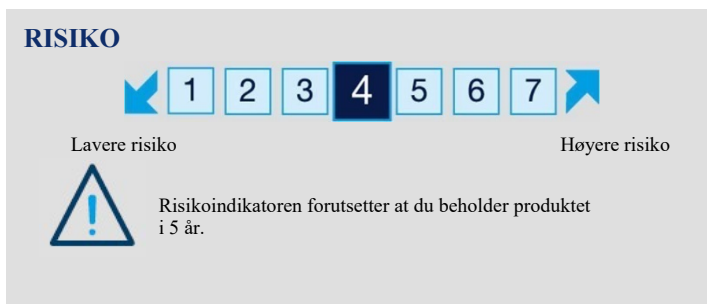 RISIKO
1 2 3 4 5 6 7
Lavere risiko Høyere risiko
!
Risikoindikatoren forutsetter at du beholder produktet
i 5 år.